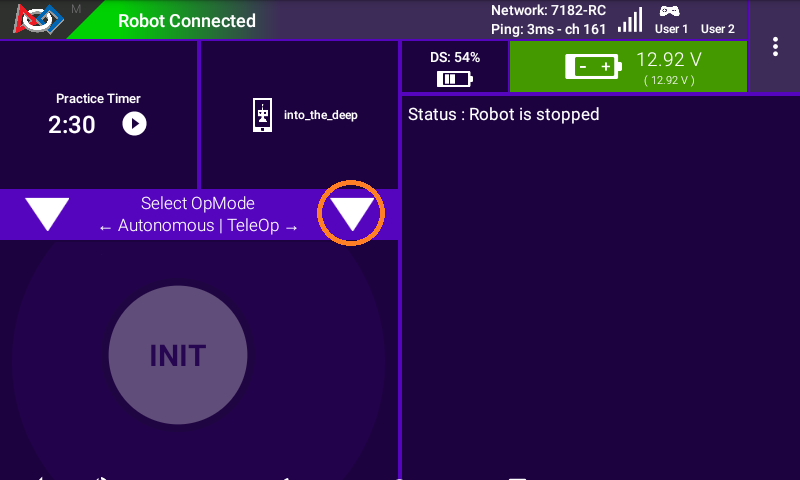 M
Robot Connected
Network: 7182-RC
Ping: 3ms - ch 161
User 1
User 2
DS: 54%
12.92 V
( 12.92 V )
Practice Timer
2:30
into_the_deep
Status : Robot is stopped
Select OpMode
← Autonomous | TeleOp →
INIT